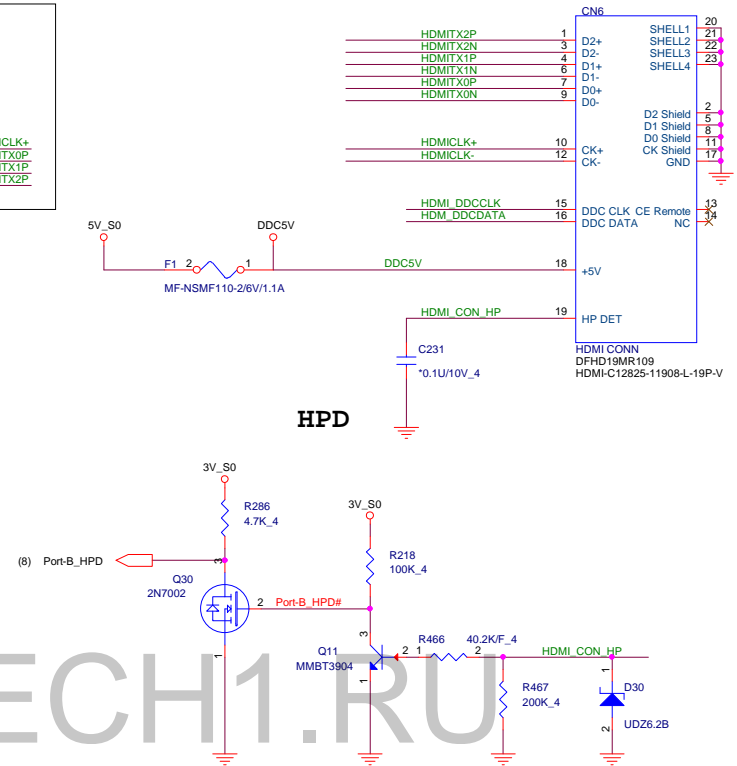 CN6
HDMITX2P 1 D2+ SHELL1 20
HDMITX2N 3 D2- SHELL2 21
HDMITX1P 4 D1+ SHELL3 22
HDMITX1N 6 D1- SHELL4 23
HDMITX0P 7 D0+
HDMITX0N 9 D0-
D2 Shield 2
D1 Shield 5
D0 Shield 8
HDMICLK+ 10 CK+ CK Shield 11
HDMICLK- 12 CK- GND 17
CLK+
TX0P
TX1P
TX2P
HDMI_DDCCLK 15 DDC CLK CE Remote 13
HDM_DDCDATA 16 DDC DATA NC 14
5V_S0 DDC5V
F1 2 1 DDC5V 18 +5V
MF-NSMF110-2/6V/1.1A
HDMI_CON_HP 19 HP DET
C231
*0.1U/10V_4
HDMI CONN
DFHD19MR109
HDMI-C12825-11908-L-19P-V
HPD
3V_S0
R286
4.7K_4
3V_S0
R218
100K_4
(8) Port-B_HPD 3
Q30
2N7002
2 Port-B_HPD#
1
3
Q11
MMBT3904
2 1 R466 2 40.2K/F_4
1
HDMI_CON_HP
R467
200K_4
1 D30
2 UDZ6.2B
ECH1.RU